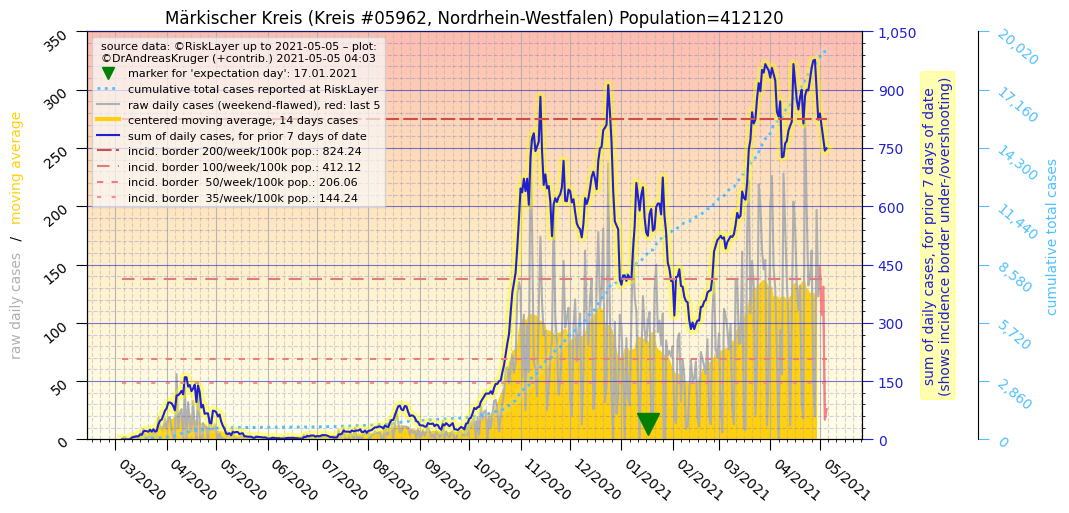 Märkischer Kreis (Kreis #05962, Nordrhein-Westfalen) Population=412120
source data: ©RiskLayer up to 2021-05-05 – plot:
©DrAndreasKruger (+contrib.) 2021-05-05 04:03
marker for 'expectation day': 17.01.2021
cumulative total cases reported at RiskLayer
raw daily cases (weekend-flawed), red: last 5
centered moving average, 14 days cases
sum of daily cases, for prior 7 days of date
incid. border 200/week/100k pop.: 824.24
incid. border 100/week/100k pop.: 412.12
incid. border  50/week/100k pop.: 206.06
incid. border  35/week/100k pop.: 144.24
raw daily cases  /  moving average
350
300
250
200
150
100
50
0
03/2020
04/2020
05/2020
06/2020
07/2020
08/2020
09/2020
10/2020
11/2020
12/2020
01/2021
02/2021
03/2021
04/2021
05/2021
1,050
900
750
600
450
300
150
0
sum of daily cases, for prior 7 days of date
(shows incidence border under-/overshooting)
20,020
17,160
14,300
11,440
8,580
5,720
2,860
0
cumulative total cases